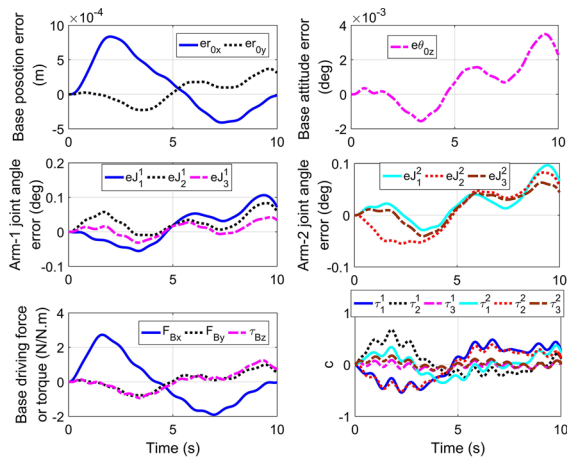 ×10⁻⁴
10
5
0
-5
0 5 10
Base posotion error
(m)
er₀ₓ er₀y
×10⁻³
4
2
0
-2
0 5 10
Base attitude error
(deg)
eθ₀z
0.2
0.1
0
-0.1
0 5 10
Arm-1 joint angle
error (deg)
eJ₁¹ eJ₂¹ eJ₃¹
0.1
0
-0.1
0 5 10
Arm-2 joint angle
error (deg)
eJ₁² eJ₂² eJ₃²
4
2
0
-2
0 5 10
Base driving force
or torque (N/N.m)
F_Bx F_By τ_Bz
Time (s)
τ₁¹ τ₂¹ τ₃¹ τ₁² τ₂² τ₃²
1
0
-1
0 5 10
c
Time (s)